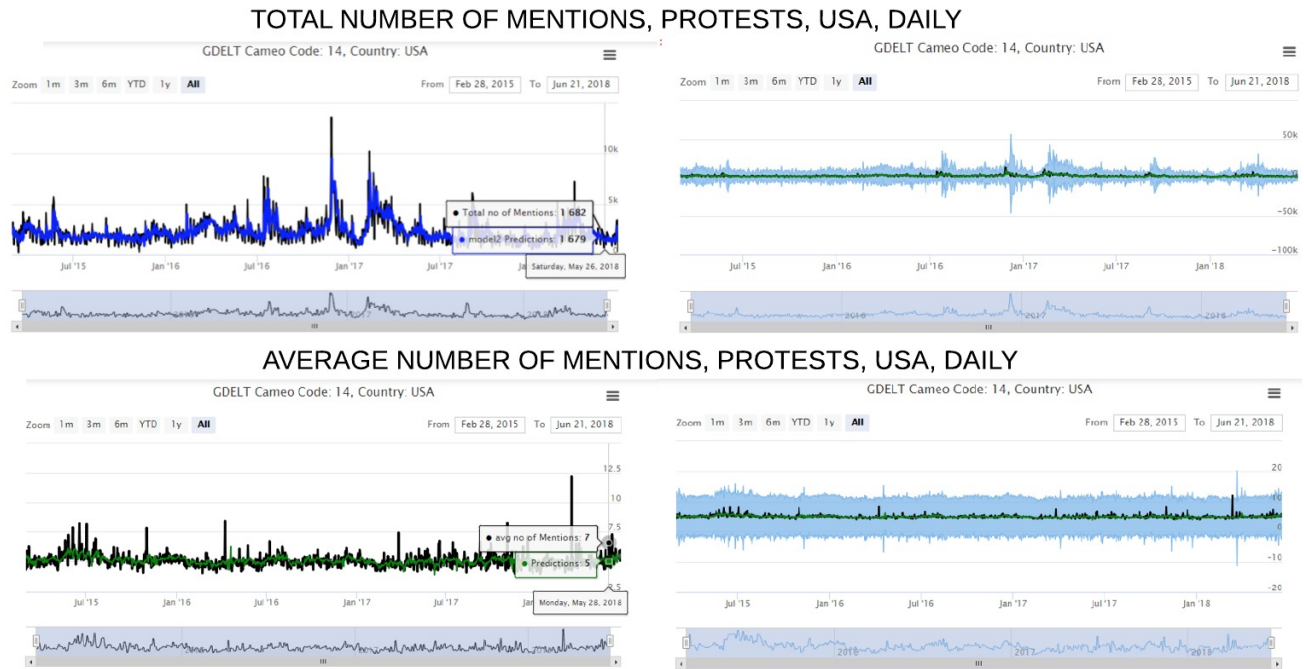 TOTAL NUMBER OF MENTIONS, PROTESTS, USA, DAILY
GDELT Cameo Code: 14, Country: USA
Zoom 1m 3m 6m YTD 1y All From Feb 28, 2015 To Jun 21, 2018
10k
5k
Total no of Mentions: 1 682
model2 Predictions: 1 679
Jul '15 Jan '16 Jul '16 Jan '17 Jul '17
Saturday, May 26, 2018
2017
GDELT Cameo Code: 14, Country: USA
Zoom 1m 3m 6m YTD 1y All From Feb 28, 2015 To Jun 21, 2018
50k
−50k
−100k
Jul '15 Jan '16 Jul '16 Jan '17 Jul '17 Jan '18
2016 2017 2018
AVERAGE NUMBER OF MENTIONS, PROTESTS, USA, DAILY
GDELT Cameo Code: 14, Country: USA
Zoom 1m 3m 6m YTD 1y All From Feb 28, 2015 To Jun 21, 2018
12.5
10
7.5
avg no of Mentions: 7
Predictions: 5
Jul '15 Jan '16 Jul '16 Jan '17 Jul '17
Monday, May 28, 2018
2017
GDELT Cameo Code: 14, Country: USA
Zoom 1m 3m 6m YTD 1y All From Feb 28, 2015 To Jun 21, 2018
20
10
0
−10
−20
Jul '15 Jan '16 Jul '16 Jan '17 Jul '17 Jan '18
2016 2017 2018